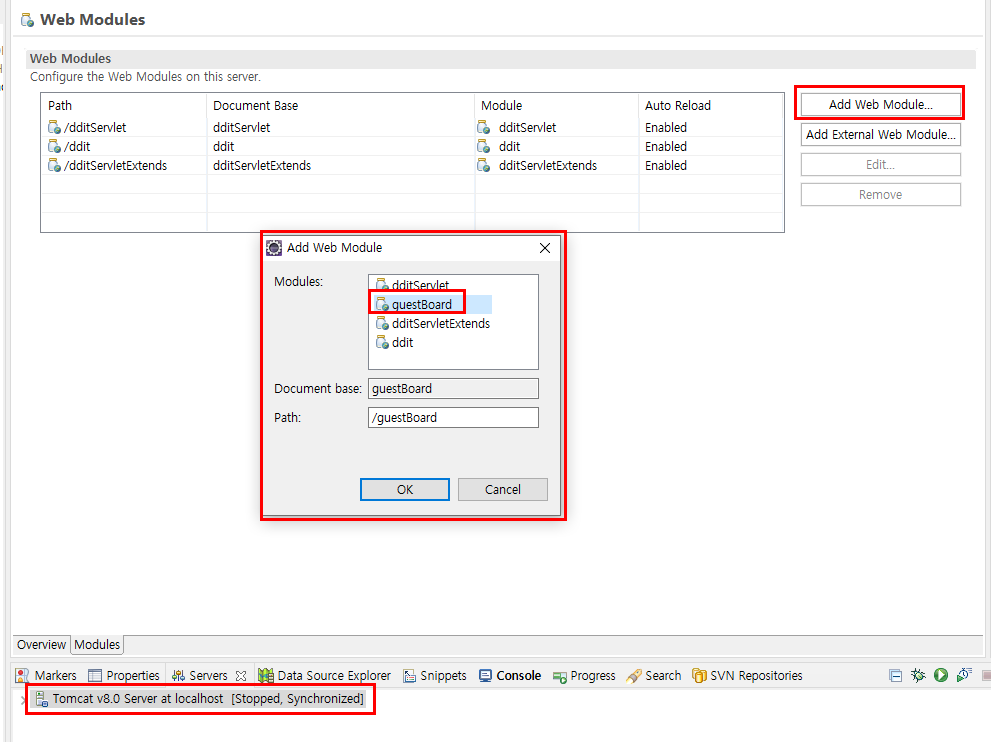 Web Modules
Web Modules
Configure the Web Modules on this server.
Path Document Base Module Auto Reload
/dditServlet dditServlet dditServlet Enabled
/ddit ddit ddit Enabled
/dditServletExtends dditServletExtends dditServletExtends Enabled
Add Web Module...
Add External Web Module...
Edit...
Remove
Add Web Module
Modules:
dditServlet
guestBoard
dditServletExtends
ddit
Document base: guestBoard
Path: /guestBoard
OK Cancel
Overview Modules
Markers Properties Servers Data Source Explorer Snippets Console Progress Search SVN Repositories
Tomcat v8.0 Server at localhost [Stopped, Synchronized]